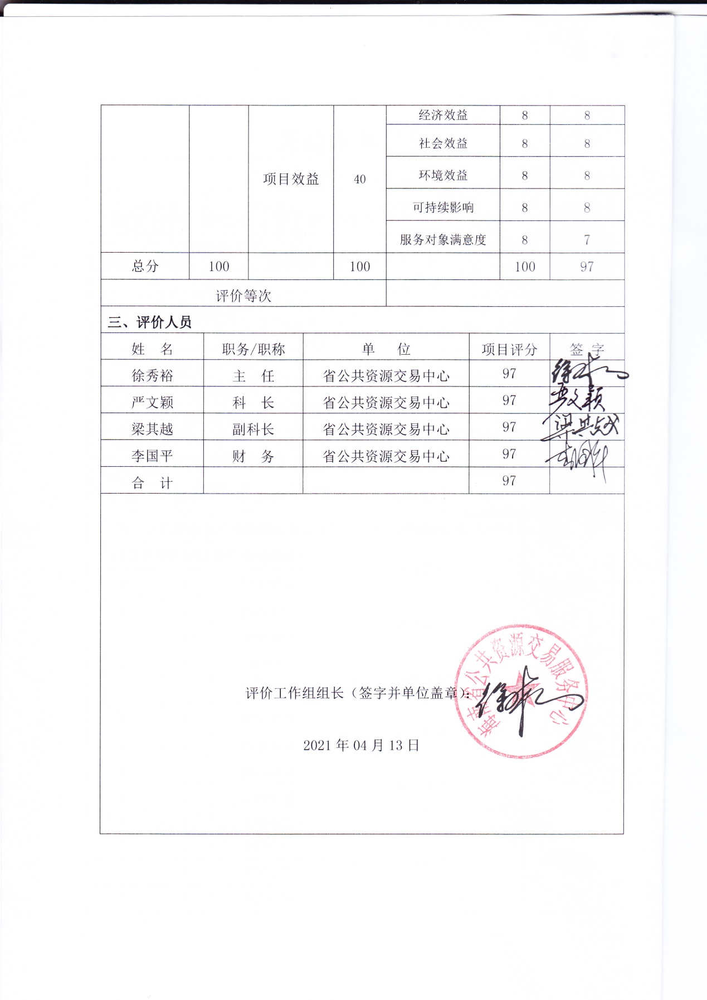 经济效益 8 8
社会效益 8 8
项目效益 40 环境效益 8 8
可持续影响 8 8
服务对象满意度 8 7
总分 100 100 100 97
评价等次
三、评价人员
姓 名 职务/职称 单 位 项目评分 签 字
徐秀裕 主 任 省公共资源交易中心 97
严文颖 科 长 省公共资源交易中心 97 严文颖
梁其越 副科长 省公共资源交易中心 97 梁其越
李国平 财 务 省公共资源交易中心 97 李国平
合 计 97
海南省公共资源交易服务中心
评价工作组组长（签字并单位盖章）：
2021 年 04 月 13 日